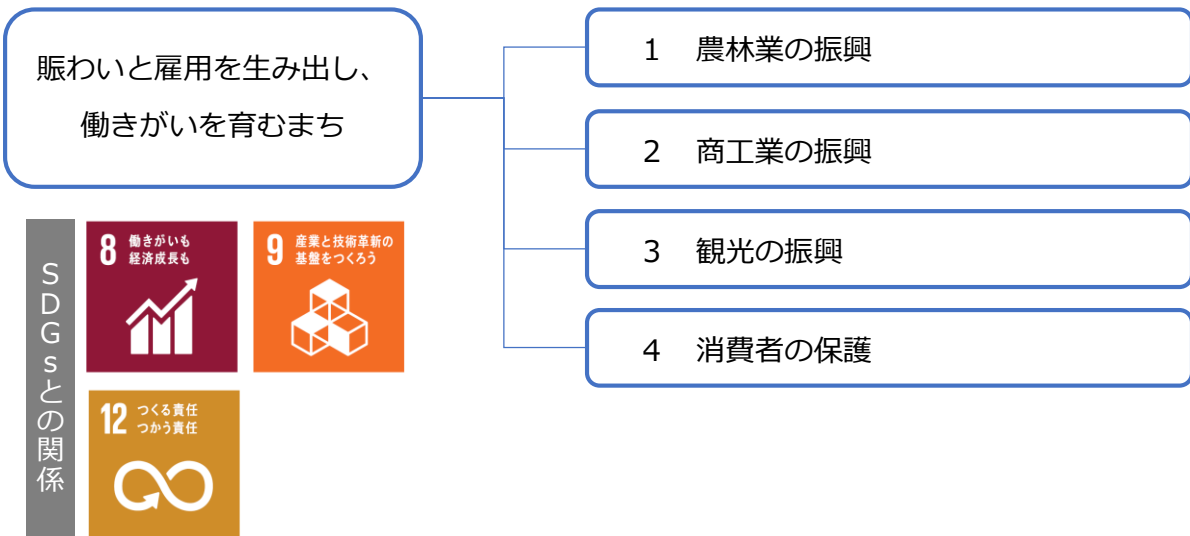 賑わいと雇用を生み出し、
働きがいを育むまち
1 農林業の振興
2 商工業の振興
3 観光の振興
4 消費者の保護
SDGsとの関係
8 働きがいも
経済成長も
9 産業と技術革新の
基盤をつくろう
12 つくる責任
つかう責任